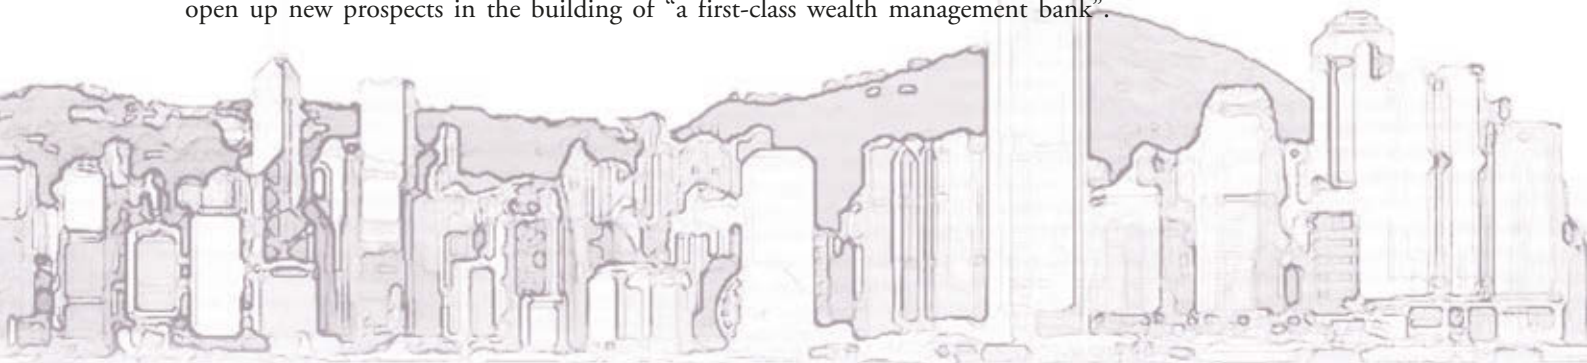 open up new prospects in the building of “a first-class wealth management bank”.